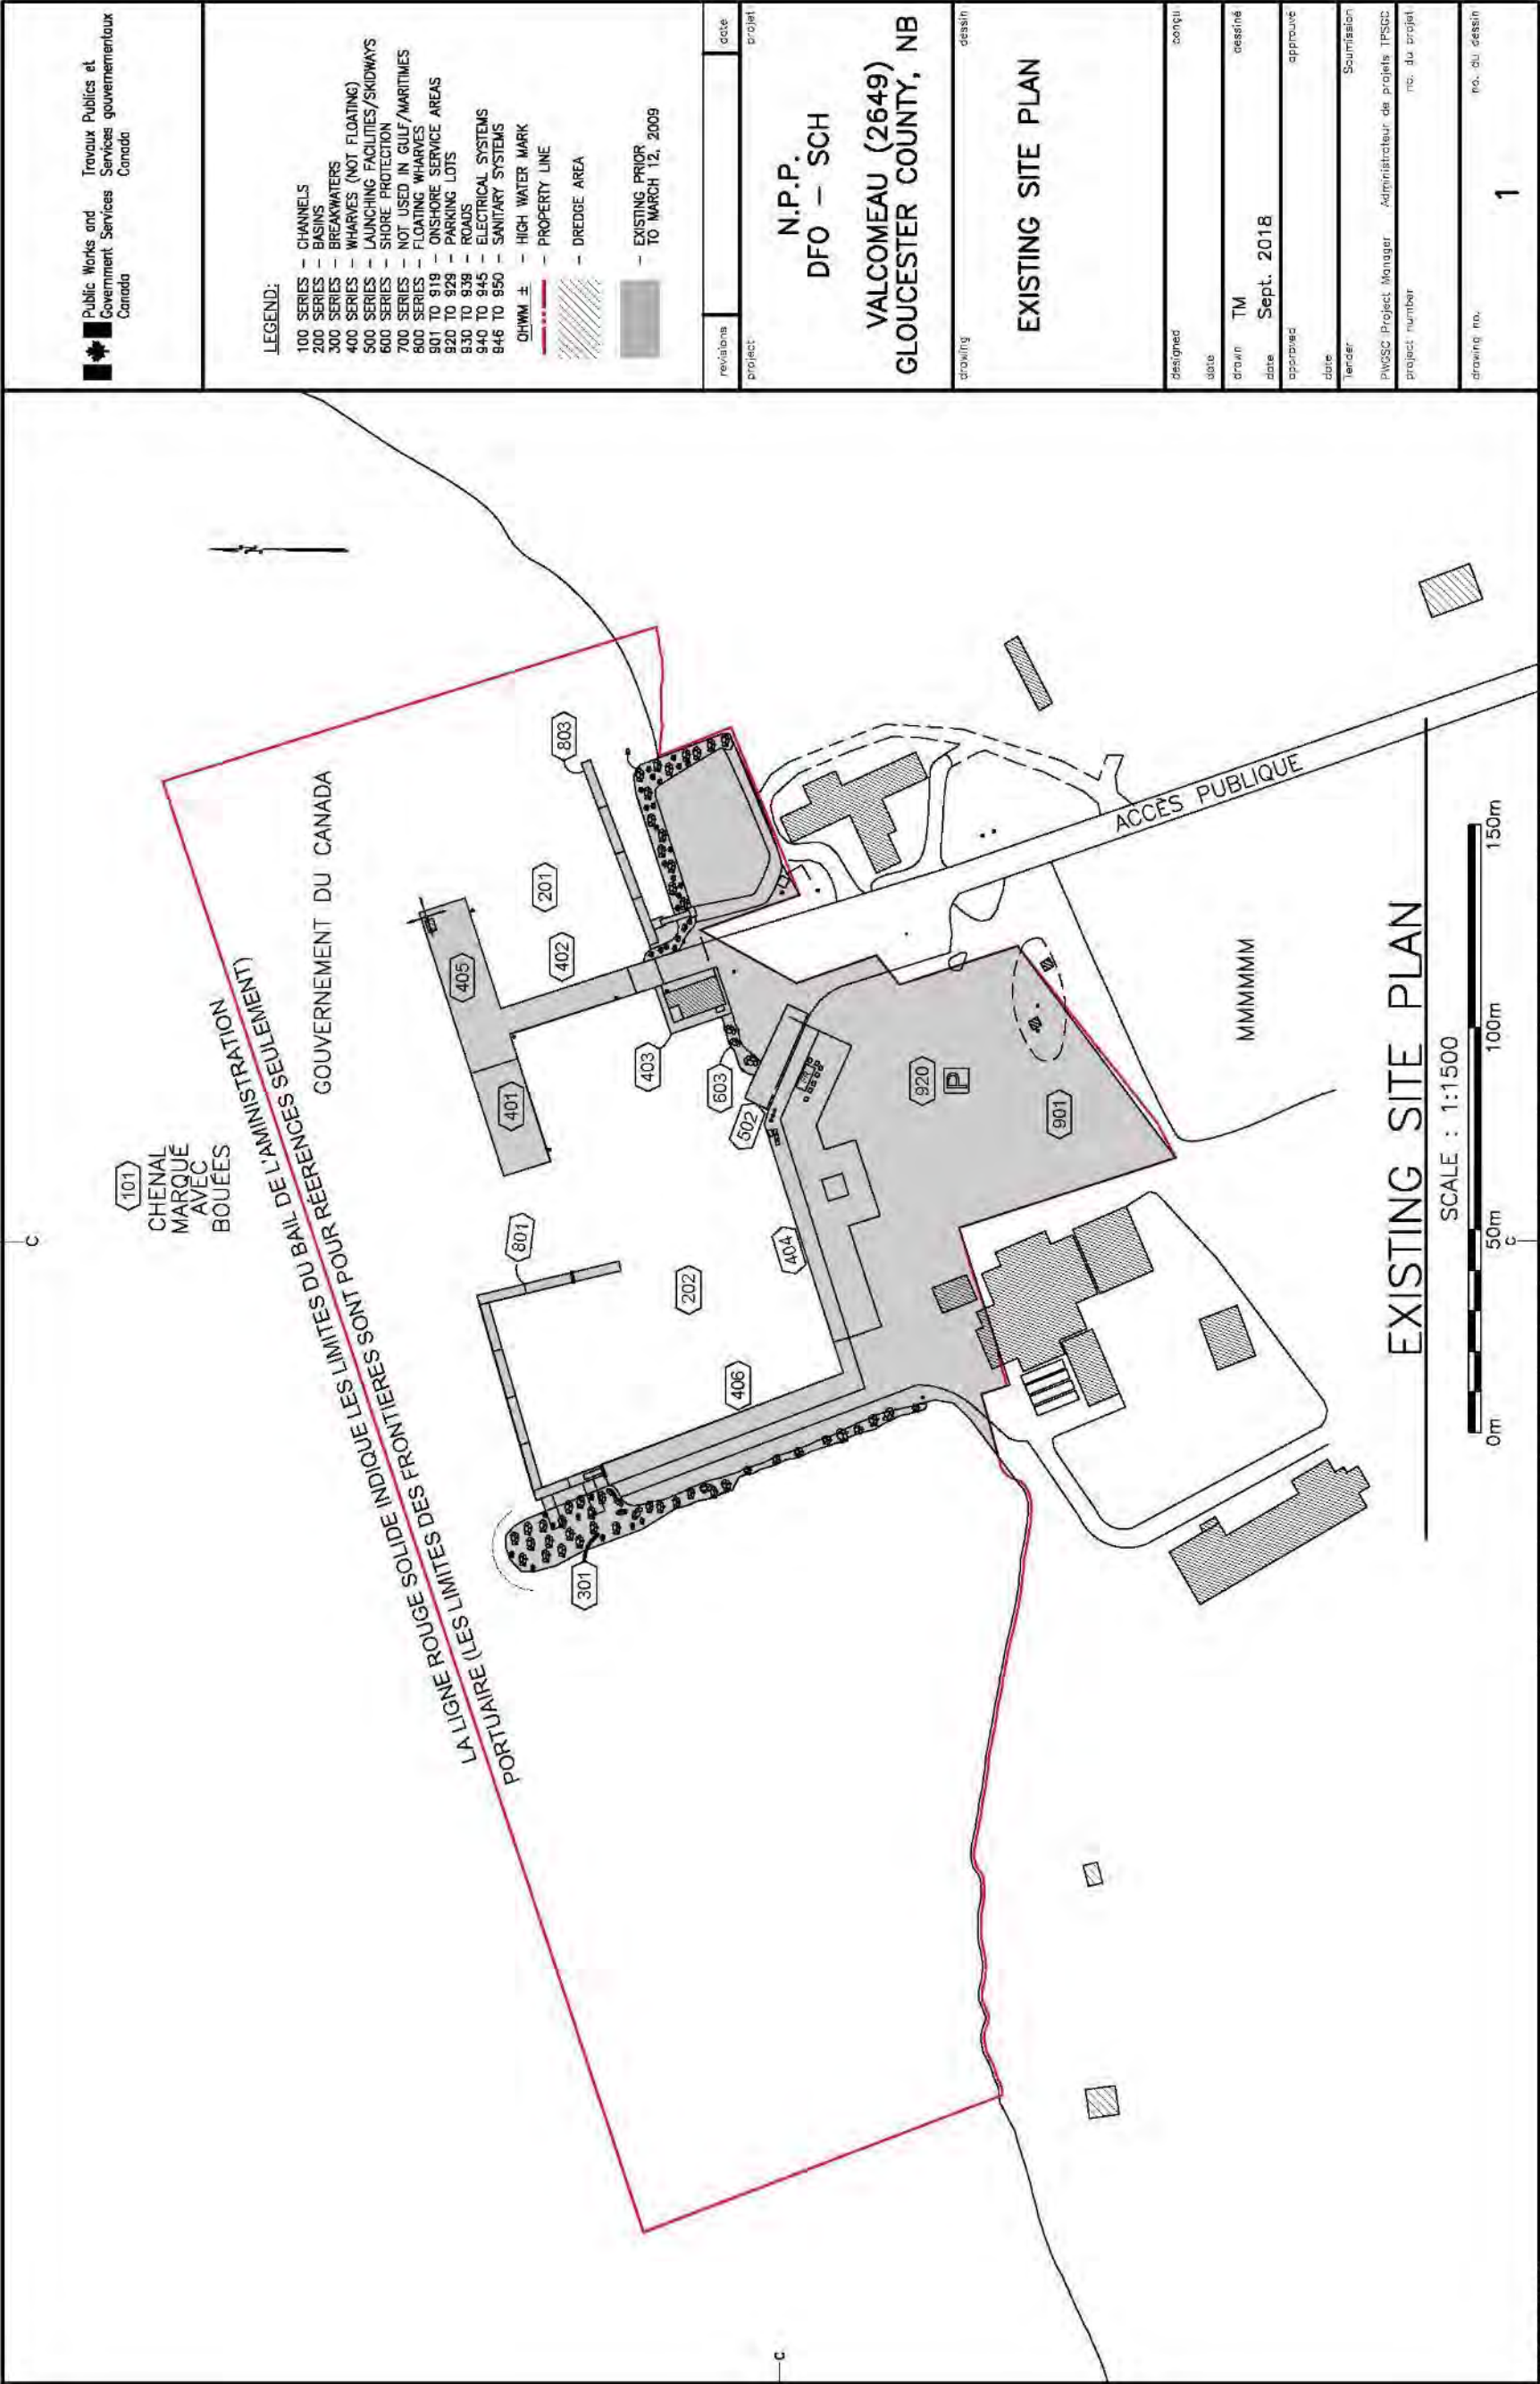 Public Works and Travaux Publics et
Government Services Services gouvernementaux
Canada Canada
LEGEND:
100 SERIES - CHANNELS
200 SERIES - BASINS
300 SERIES - BREAKWATERS
400 SERIES - WHARVES (NOT FLOATING)
500 SERIES - LAUNCHING FACILITIES/SKIDWAYS
600 SERIES - SHORE PROTECTION
700 SERIES - NOT USED IN GULF/MARITIMES
800 SERIES - FLOATING WHARVES
901 TO 919 - ONSHORE SERVICE AREAS
920 TO 929 - PARKING LOTS
930 TO 939 - ROADS
940 TO 945 - ELECTRICAL SYSTEMS
946 TO 950 - SANITARY SYSTEMS
OHWM ± - HIGH WATER MARK
- PROPERTY LINE
- DREDGE AREA
- EXISTING PRIOR
TO MARCH 12, 2009
revisions date
project projet
N.P.P.
DFO - SCH
VALCOMEAU (2649)
GLOUCESTER COUNTY, NB
drawing dessin
EXISTING SITE PLAN
designed conçu
date
drawn TM dessiné
date Sept. 2018
approved approuvé
date
Tender Soumission
PWGSC Project Manager Administrateur de projets TPSGC
project number no. du projet
drawing no. no. du dessin
1
C
101
CHENAL
MARQUÉ
AVEC
BOUÉES
LA LIGNE ROUGE SOLIDE INDIQUE LES LIMITES DU BAIL DE L'AMINISTRATION
PORTUAIRE (LES LIMITES DES FRONTIERES SONT POUR RÉERENCES SEULEMENT)
GOUVERNEMENT DU CANADA
N
405
401
402
201
803
801
403
603
502
202
404
406
301
920
P
901
ACCÈS PUBLIQUE
MMMMMM
EXISTING SITE PLAN
SCALE : 1:1500
0m 50m 100m 150m
C
C